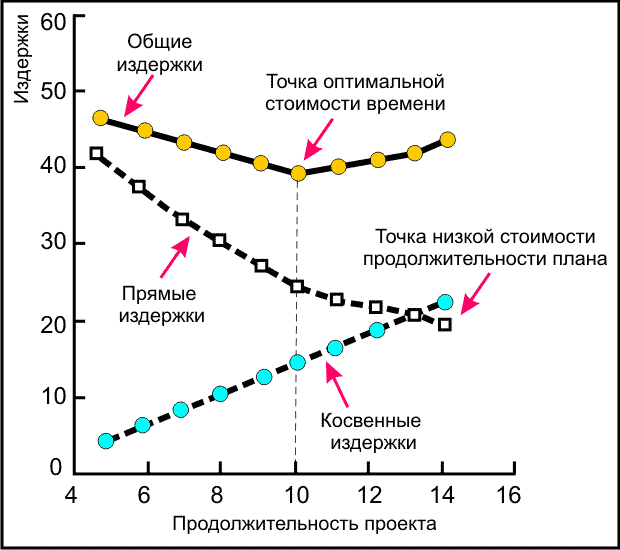 Издержки
60
50
40
30
20
10
0
Общие
издержки
Точка оптимальной
стоимости времени
Точка низкой стоимости
продолжительности плана
Прямые
издержки
Косвенные
издержки
4 6 8 10 12 14 16
Продолжительность проекта